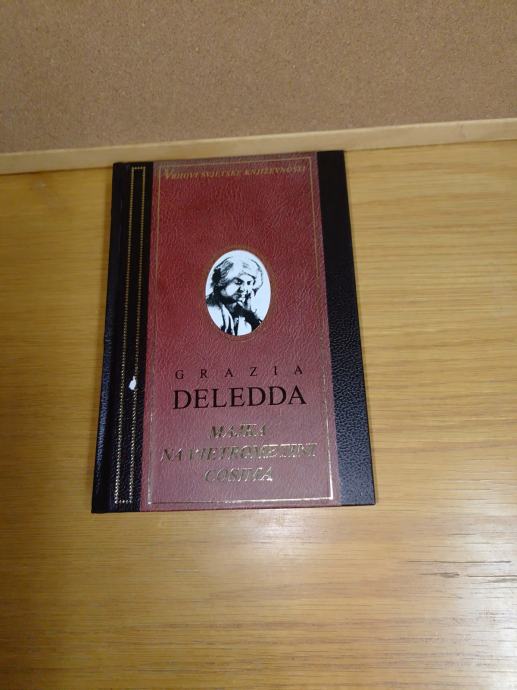 VRHOVI SVJETSKE KNJIŽEVNOSTI
GRAZIA
DELEDDA
MAJKA
NA VJETROMETINI
COSIMA